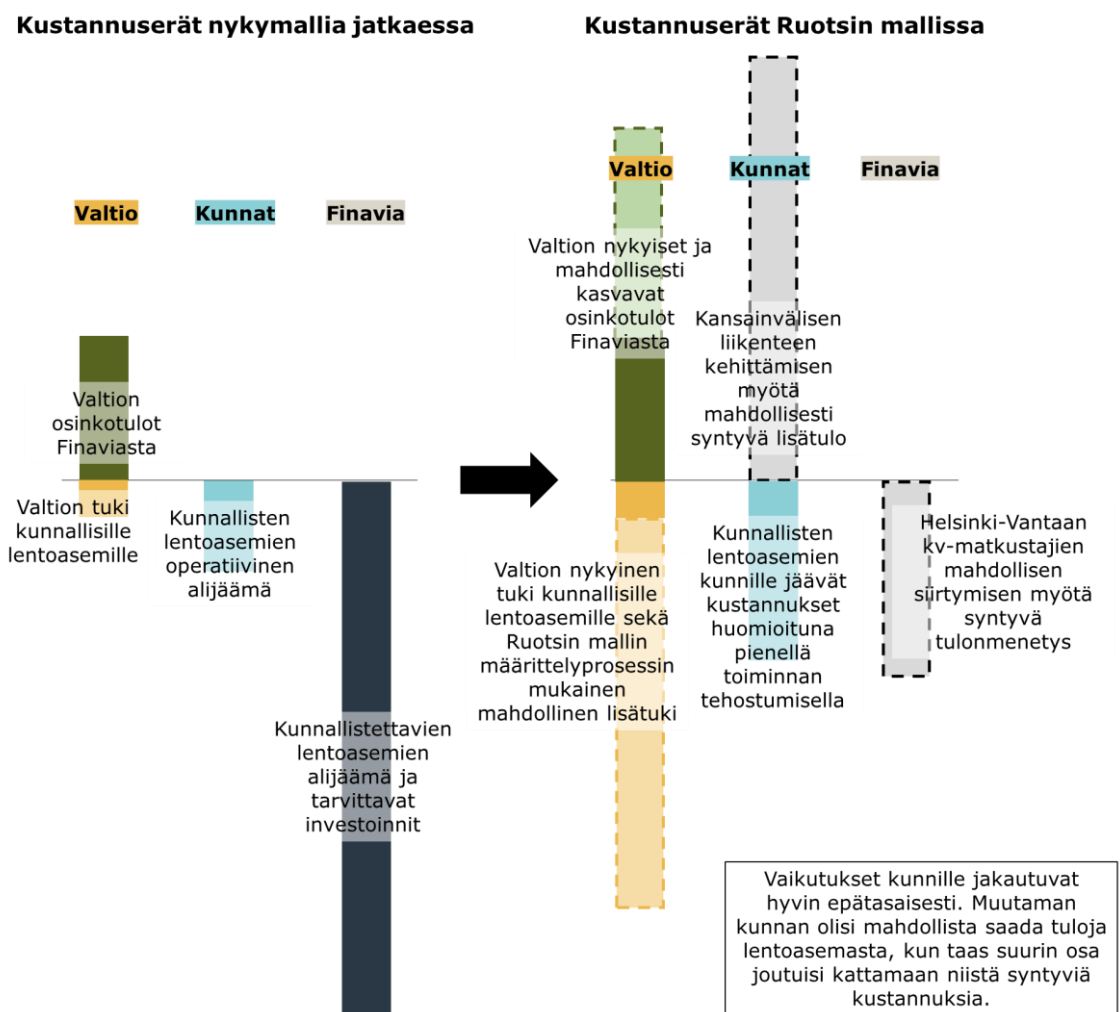 Kustannuserät nykymallia jatkaessa
Valtio
Kunnat
Finavia
Valtion
osinkotulot
Finaviasta
Valtion tuki
kunnallisille
lentoasemille
Kunnallisten
lentoasemien
operatiivinen
alijäämä
Kunnallistettavien
lentoasemien
alijäämä ja
tarvittavat
investoinnit
Kustannuserät Ruotsin mallissa
Valtio
Kunnat
Finavia
Valtion nykyiset ja
mahdollisesti
kasvavat
osinkotulot
Finaviasta
Kansainvälisen
liikenteen
kehittämisen
myötä
mahdollisesti
syntyvä lisätulo
Valtion nykyinen
tuki kunnallisille
lentoasemille sekä
Ruotsin mallin
määrittelyprosessin
mukainen
mahdollinen lisätuki
Kunnallisten
lentoasemien
kunnille jäävät
kustannukset
huomioituna
pienellä
toiminnan
tehostumisella
Helsinki-Vantaan
kv-matkustajien
mahdollisen
siirtymisen myötä
syntyvä
tulonmenetys
Vaikutukset kunnille jakautuvat
hyvin epätasaisesti. Muutaman
kunnan olisi mahdollista saada tuloja
lentoasemasta, kun taas suurin osa
joutuisi kattamaan niistä syntyviä
kustannuksia.